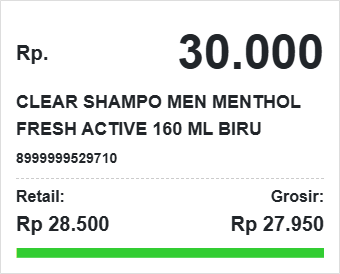 Rp. 30.000
CLEAR SHAMPO MEN MENTHOL
FRESH ACTIVE 160 ML BIRU
8999999529710
Retail: Grosir:
Rp 28.500 Rp 27.950